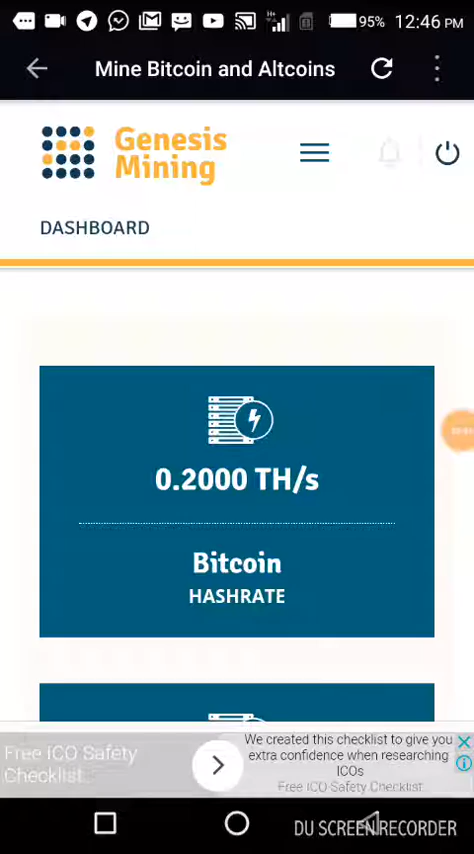 95% 12:46 PM
Mine Bitcoin and Altcoins
Genesis
Mining
DASHBOARD
0.2000 TH/s
Bitcoin
HASHRATE
Free ICO Safety
Checklist
We created this checklist to give you
extra confidence when researching
ICOs
Free ICO Safety Checklist
DU SCREEN RECORDER